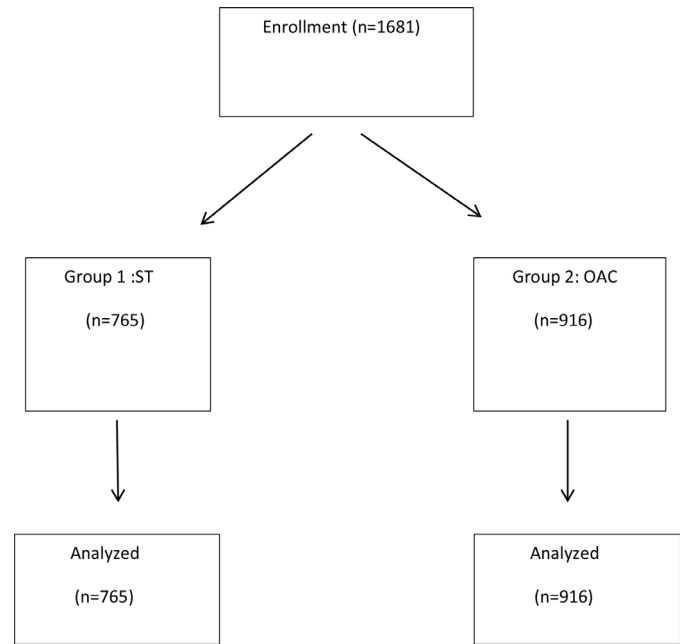 Enrollment (n=1681)
Group 1 :ST
(n=765)
Group 2: OAC
(n=916)
Analyzed
(n=765)
Analyzed
(n=916)